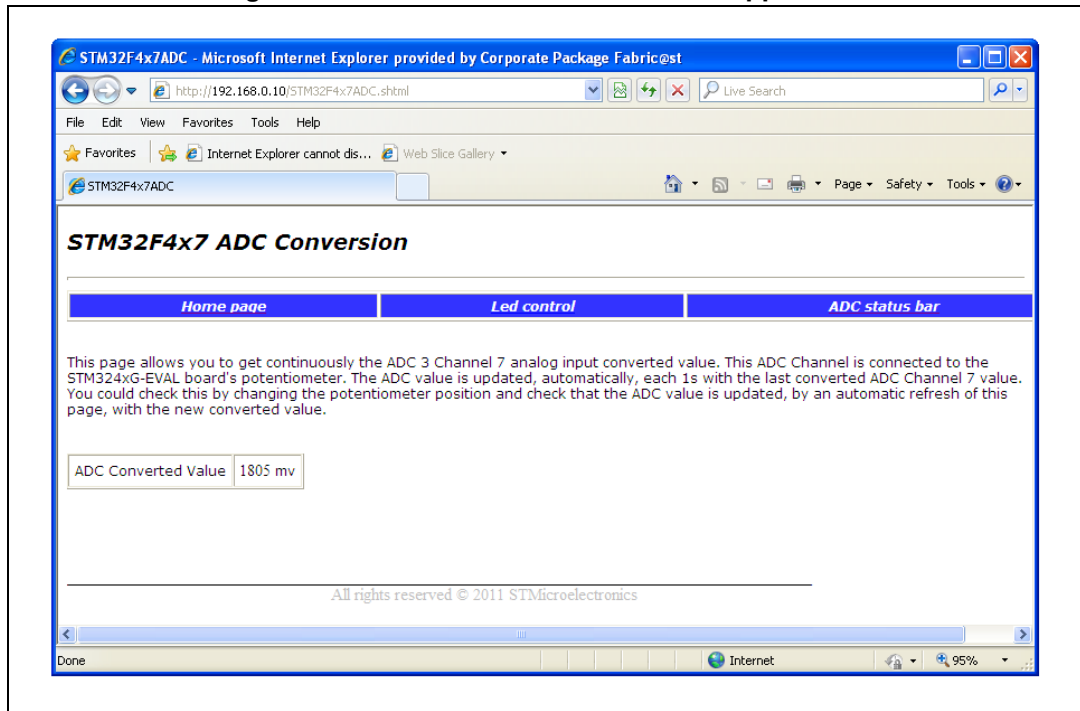 STM32F4x7ADC - Microsoft Internet Explorer provided by Corporate Package Fabric@st
http://192.168.0.10/STM32F4x7ADC.shtml
Live Search
File Edit View Favorites Tools Help
Favorites Internet Explorer cannot dis... Web Slice Gallery
STM32F4x7ADC
Page Safety Tools
STM32F4x7 ADC Conversion
Home page Led control ADC status bar
This page allows you to get continuously the ADC 3 Channel 7 analog input converted value. This ADC Channel is connected to the
STM324xG-EVAL board's potentiometer. The ADC value is updated, automatically, each 1s with the last converted ADC Channel 7 value.
You could check this by changing the potentiometer position and check that the ADC value is updated, by an automatic refresh of this
page, with the new converted value.
ADC Converted Value 1805 mv
All rights reserved © 2011 STMicroelectronics
Done Internet 95%